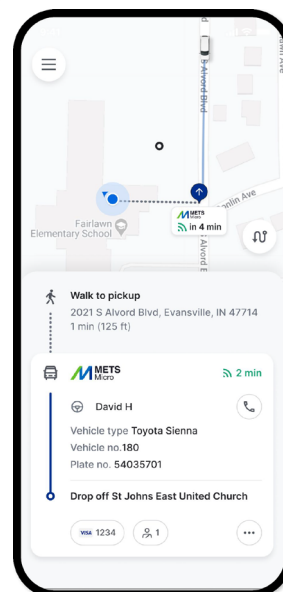 S Alvord Blvd
METS
Micro
in 4 min
Fairlawn
Elementary School
Walk to pickup
2021 S Alvord Blvd, Evansville, IN 47714
1 min (125 ft)
METS
Micro
2 min
David H
Vehicle type Toyota Sienna
Vehicle no.180
Plate no. 54035701
Drop off St Johns East United Church
VISA 1234
1